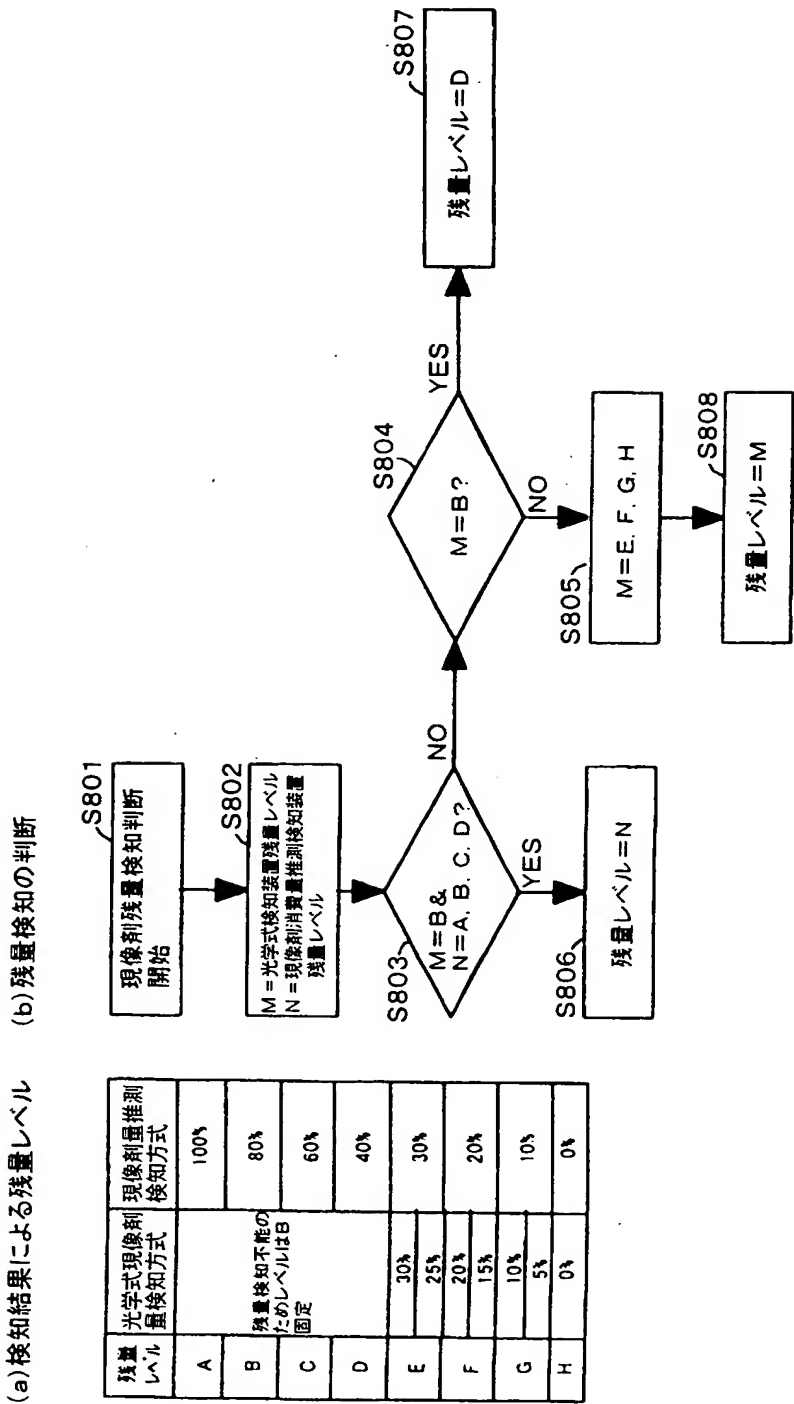 (a)検知結果による残量レベル
残量
レベル
光学式現像剤
量検知方式
現像剤量推測
検知方式
A
残量検知不能の
ためレベルはB
固定
100%
B
80%
C
60%
D
40%
E
30%
25%
30%
F
20%
15%
20%
G
10%
5%
10%
H
0%
0%
(b)残量検知の判断
S801
現像剤残量検知判断
開始
S802
M=光学式検知装置残量レベル
N=現像剤消費量推測検知装置
残量レベル
S803
M=B&
N=A, B, C, D?
NO
YES
S806
残量レベル=N
S804
M=B?
YES
NO
S807
残量レベル=D
S805
M=E, F, G, H
S808
残量レベル=M